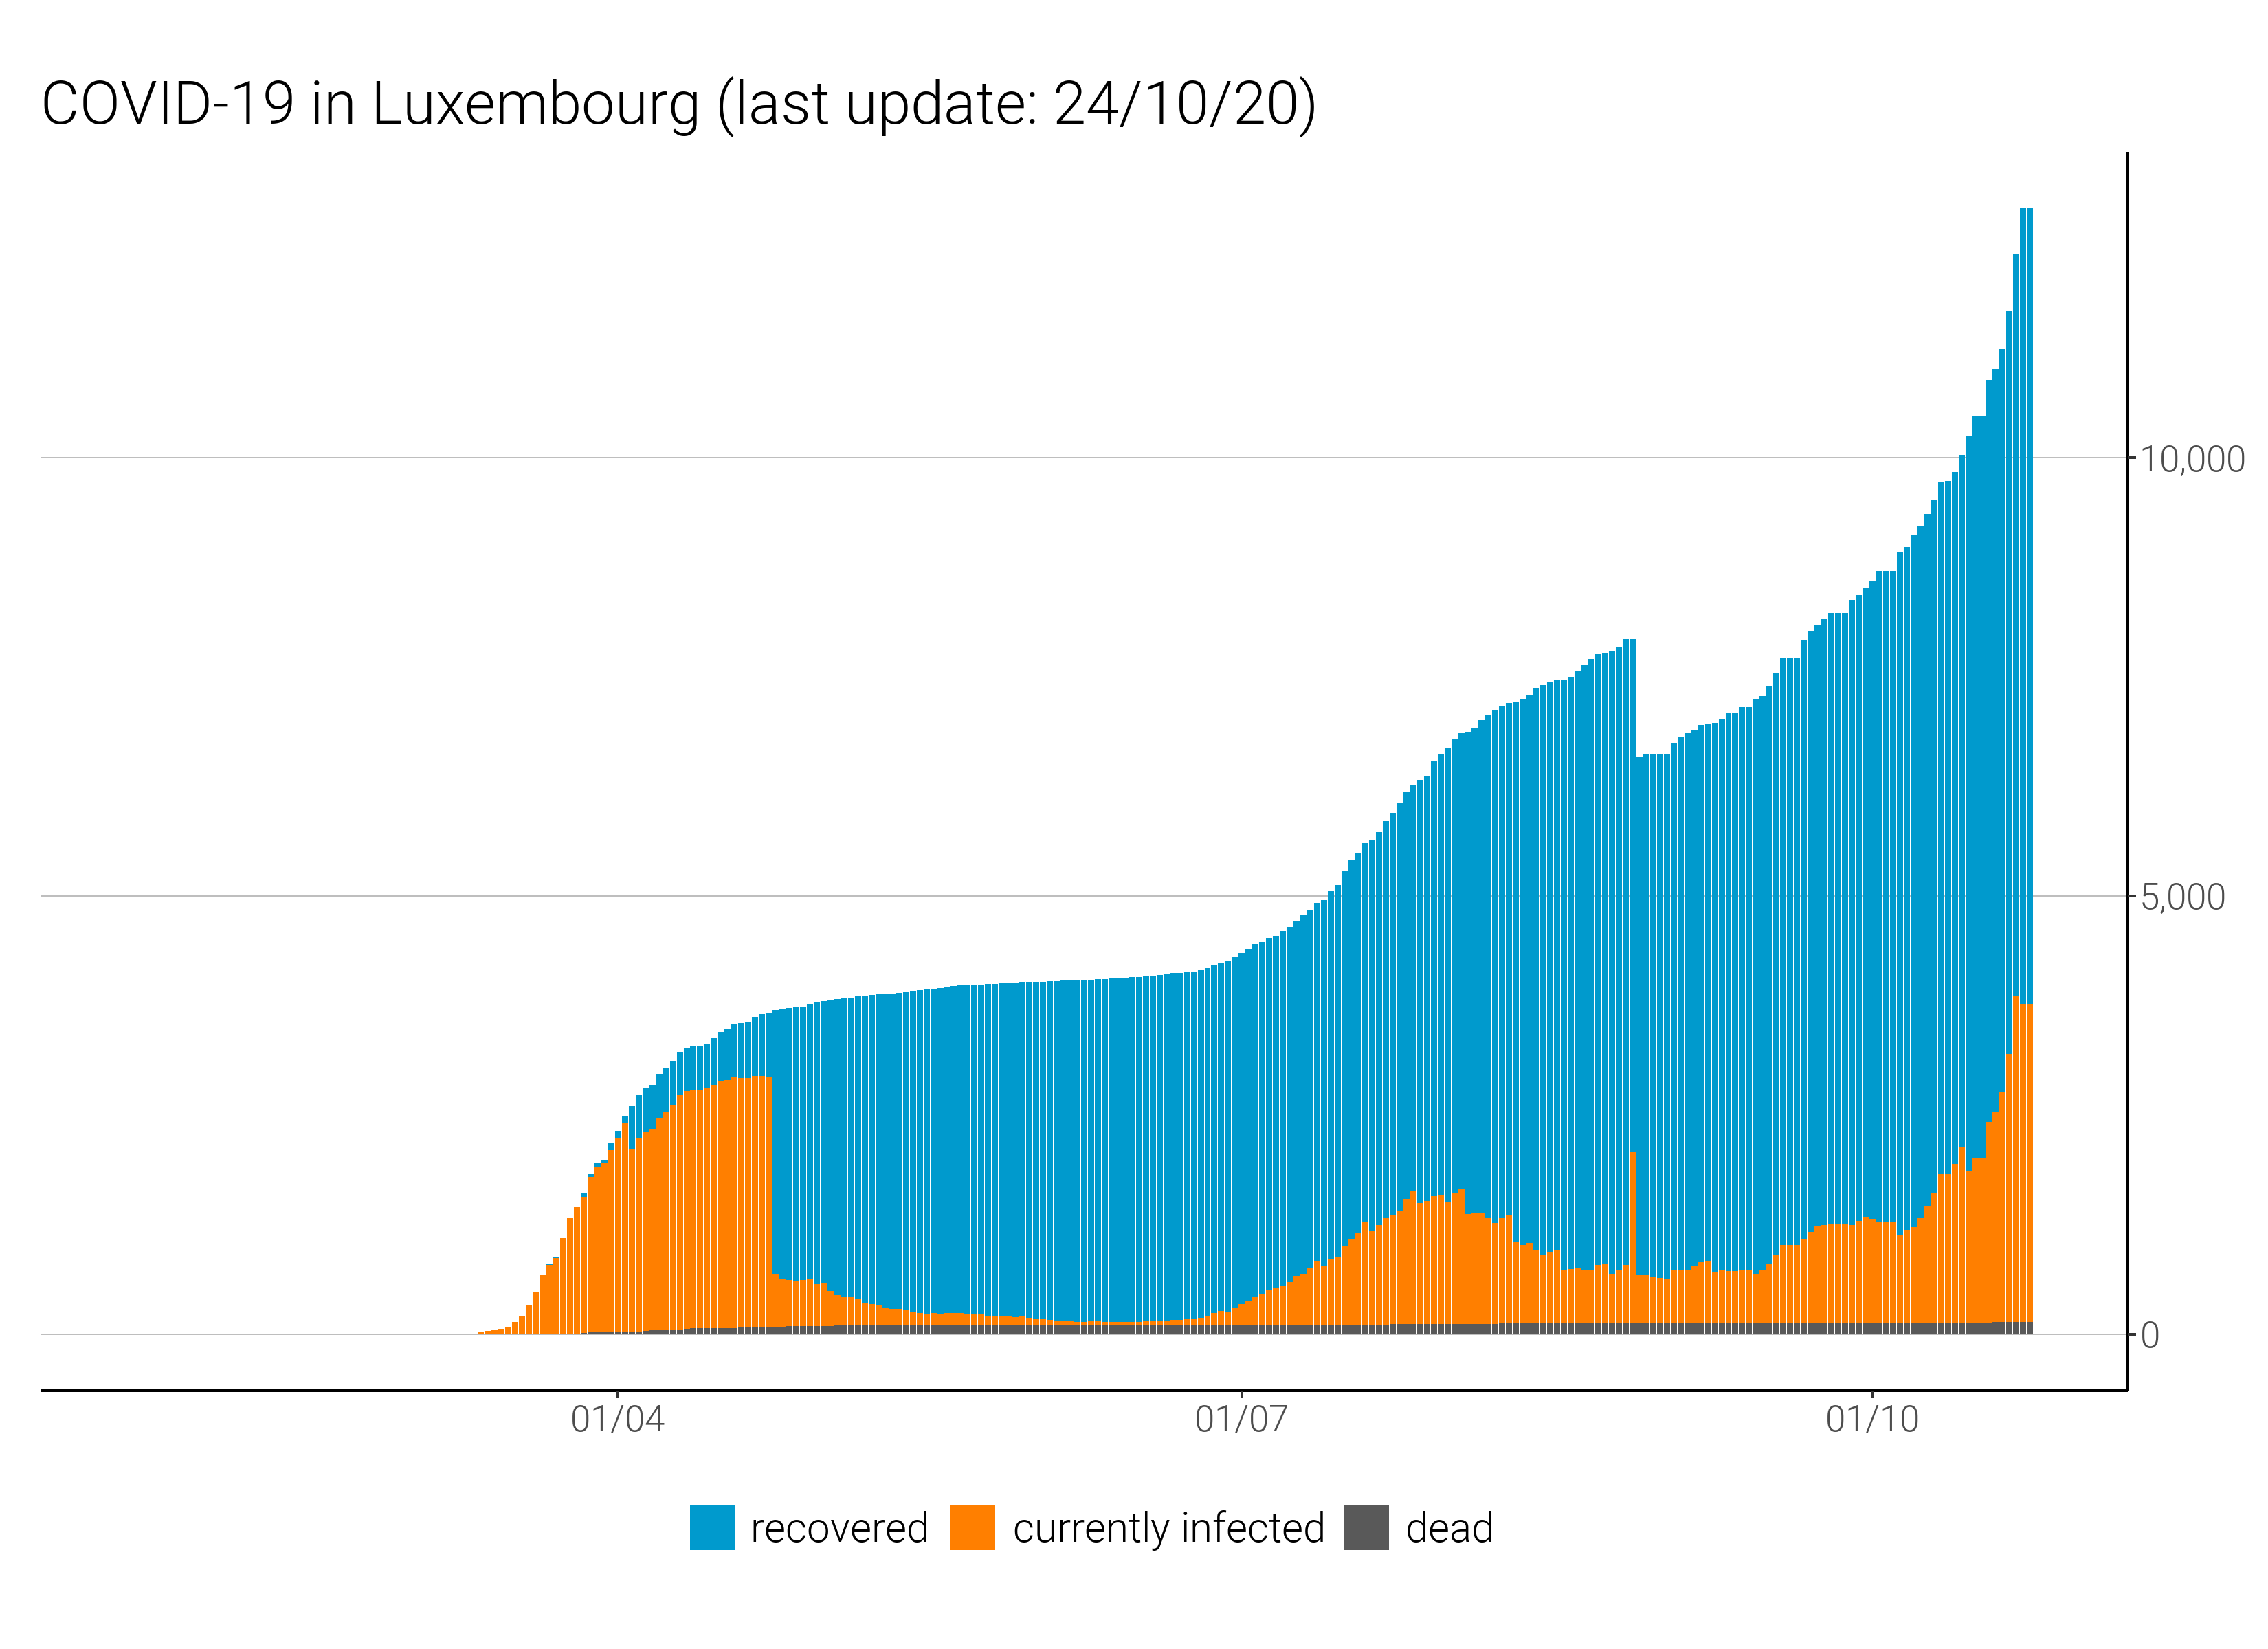 COVID-19 in Luxembourg (last update: 24/10/20)
10,000
5,000
0
01/04 01/07 01/10
recovered currently infected dead